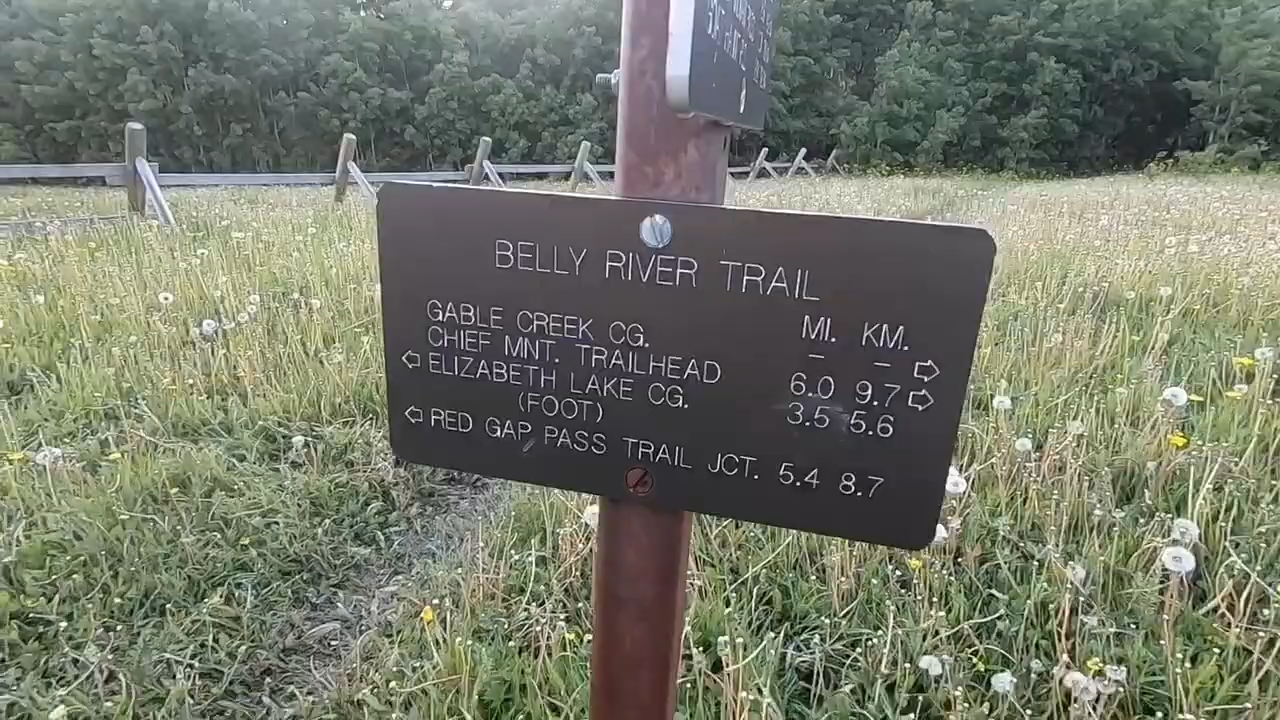 BELLY RIVER TRAIL
MI. KM.
GABLE CREEK CG. – – ⇨
CHIEF MNT. TRAILHEAD 6.0 9.7 ⇨
⇦ ELIZABETH LAKE CG. 3.5 5.6
(FOOT)
⇦ RED GAP PASS TRAIL JCT. 5.4 8.7